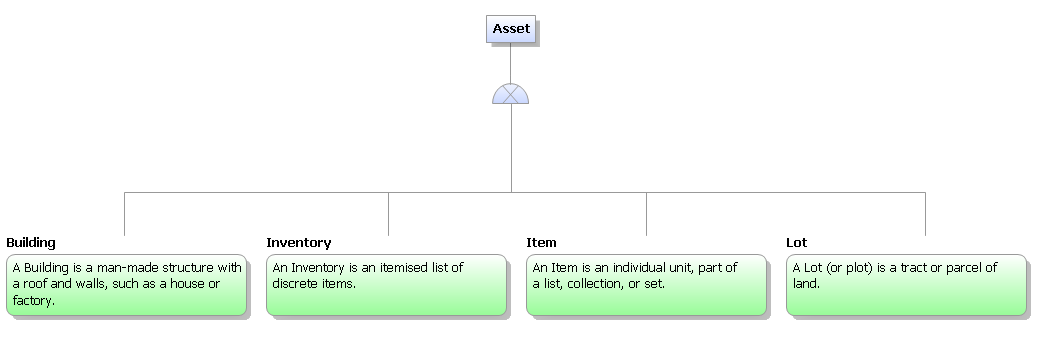 Asset
Building
A Building is a man-made structure with
a roof and walls, such as a house or
factory.
Inventory
An Inventory is an itemised list of
discrete items.
Item
An Item is an individual unit, part of
a list, collection, or set.
Lot
A Lot (or plot) is a tract or parcel of
land.